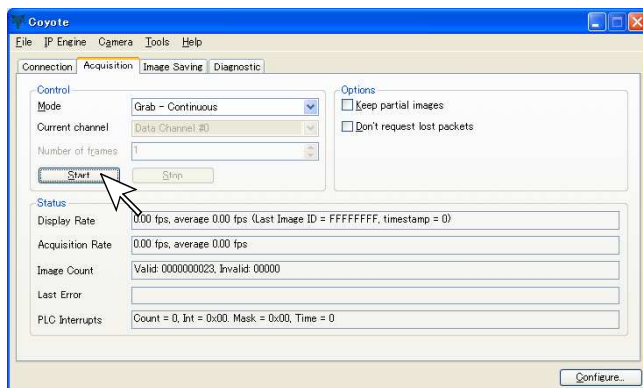 Coyote
File IP Engine Camera Tools Help
Connection Acquisition Image Saving Diagnostic
Control
Mode Grab - Continuous
Current channel Data Channel #0
Number of frames 1
Start Stop
Options
Keep partial images
Don't request lost packets
Status
Display Rate 0.00 fps, average 0.00 fps (Last Image ID = FFFFFFFF, timestamp = 0)
Acquisition Rate 0.00 fps, average 0.00 fps
Image Count Valid: 0000000023, Invalid: 00000
Last Error
PLC Interrupts Count = 0, Int = 0x00. Mask = 0x00, Time = 0
Configure...